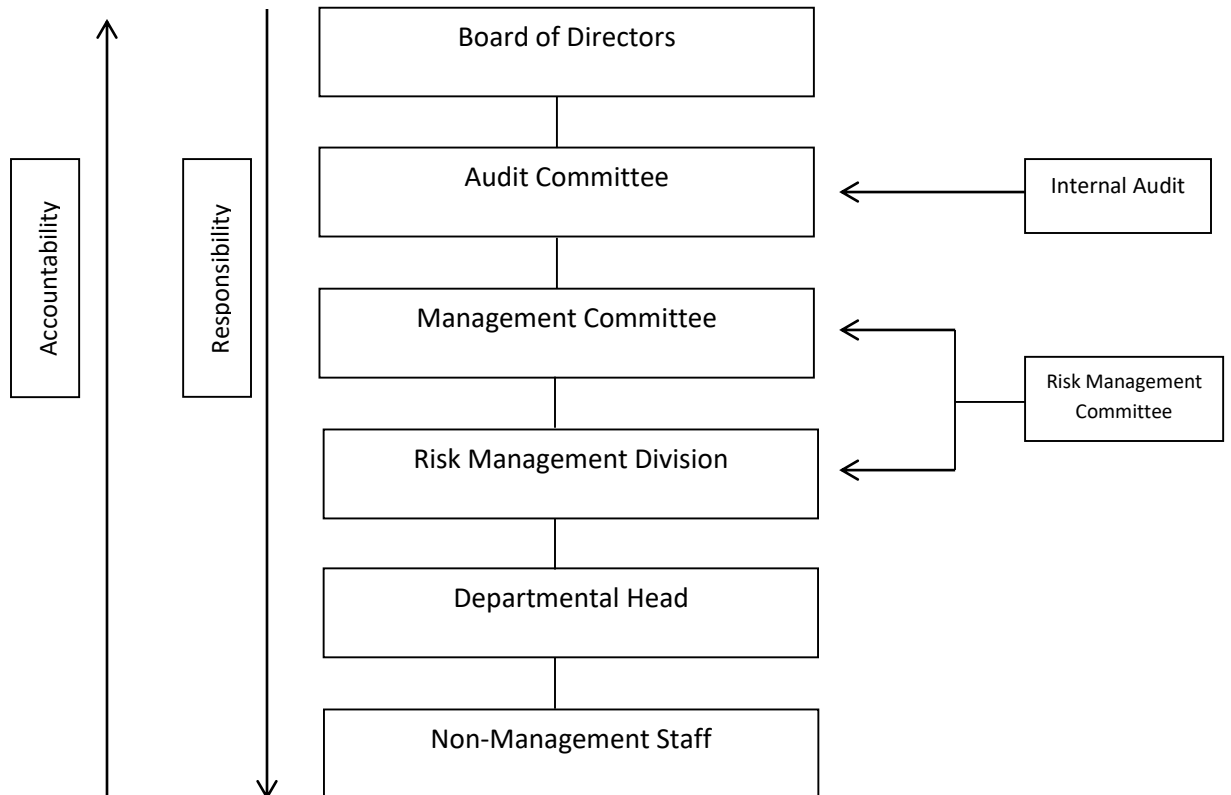 Board of Directors
Audit Committee
Internal Audit
Accountability
Responsibility
Management Committee
Risk Management
Committee
Risk Management Division
Departmental Head
Non-Management Staff